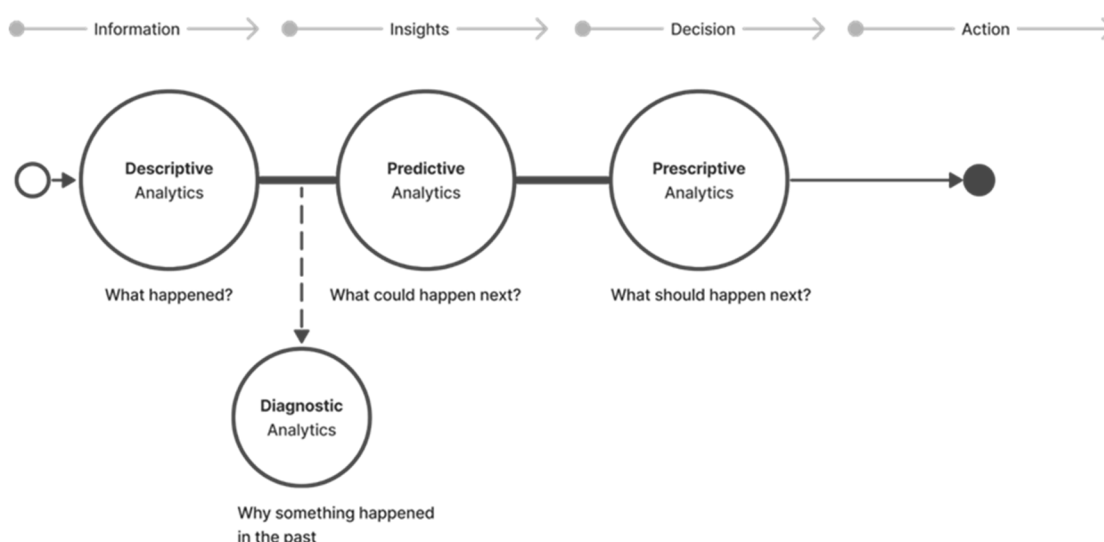 Information
Insights
Decision
Action
Descriptive
Analytics
Predictive
Analytics
Prescriptive
Analytics
What happened?
What could happen next?
What should happen next?
Diagnostic
Analytics
Why something happened
in the past